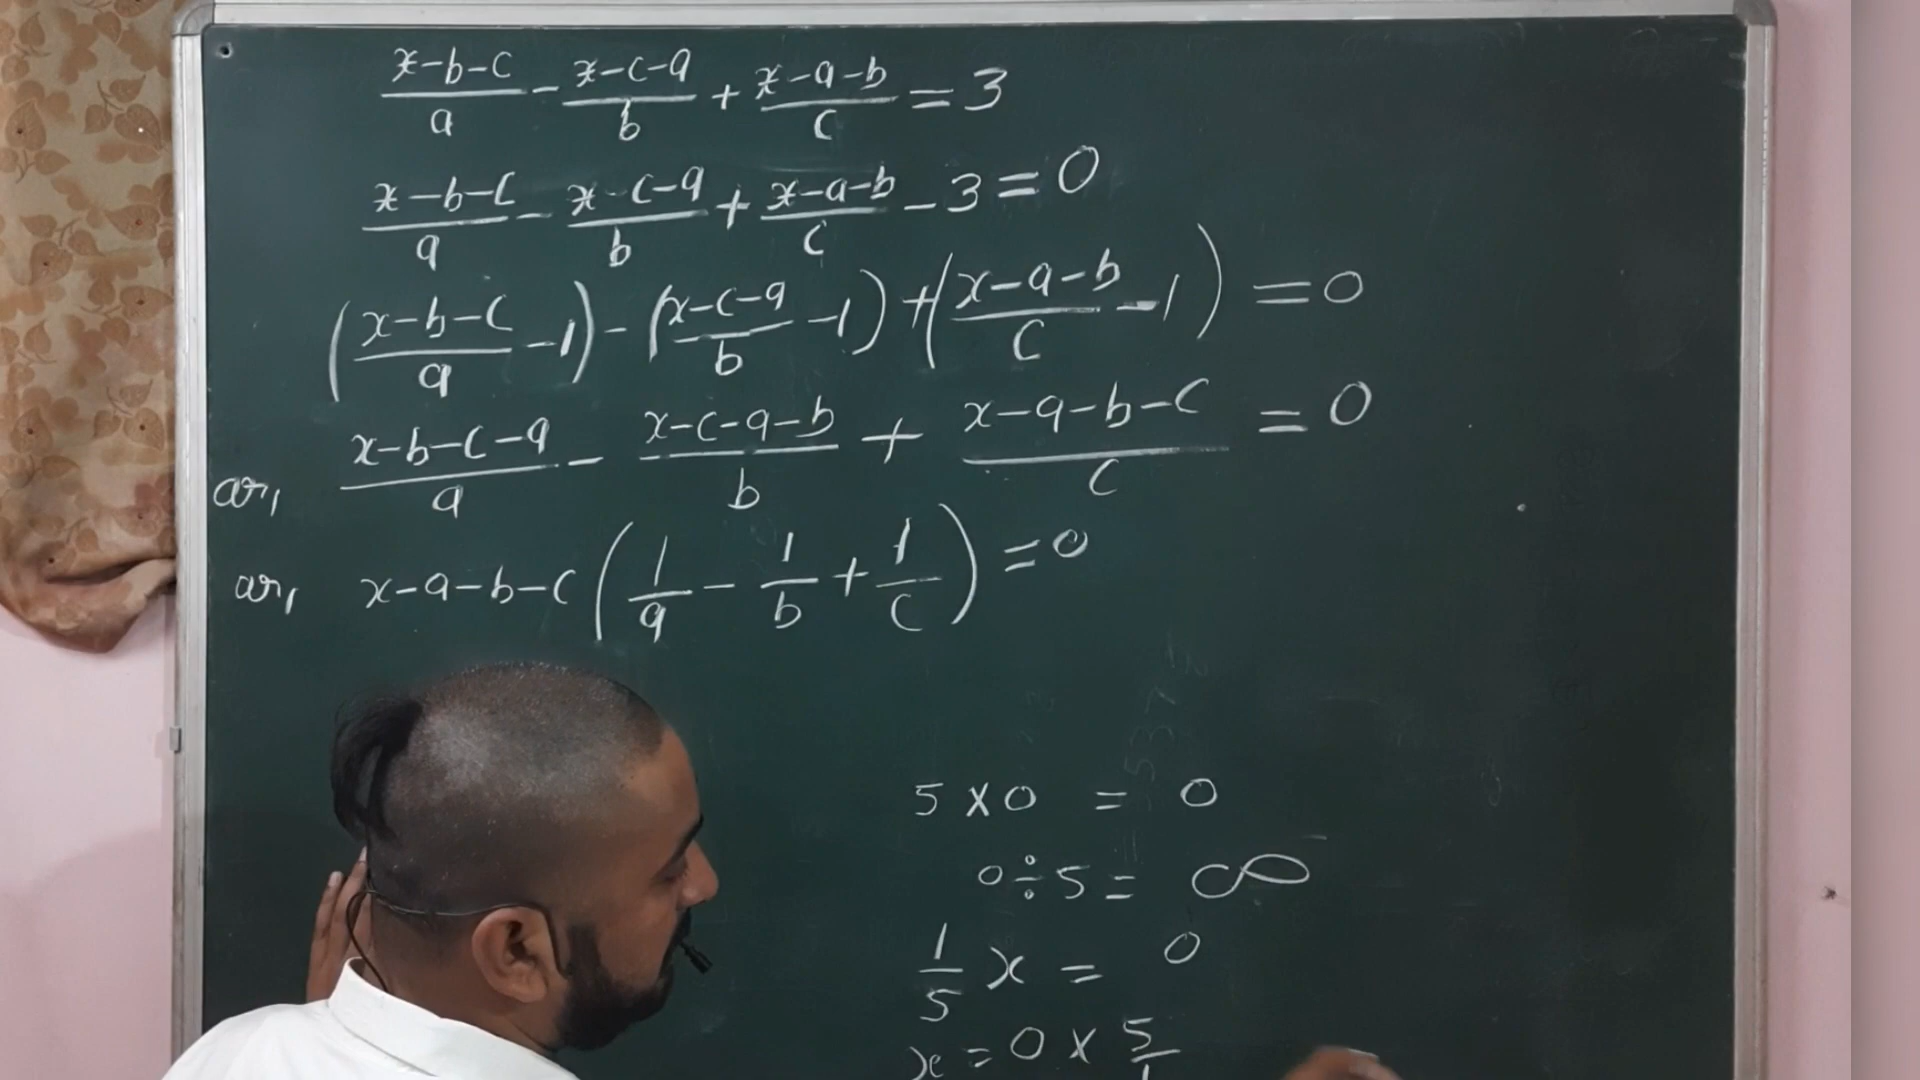 (x-b-c)/a - (x-c-a)/b + (x-a-b)/c = 3
(x-b-c)/a - (x-c-a)/b + (x-a-b)/c - 3 = 0
((x-b-c)/a - 1) - ((x-c-a)/b - 1) + ((x-a-b)/c - 1) = 0
or, (x-b-c-a)/a - (x-c-a-b)/b + (x-a-b-c)/c = 0
or, x-a-b-c (1/a - 1/b + 1/c) = 0
5 × 0 = 0
0 ÷ 5 = ∞
1/5 x = 0
x = 0 × 5/1